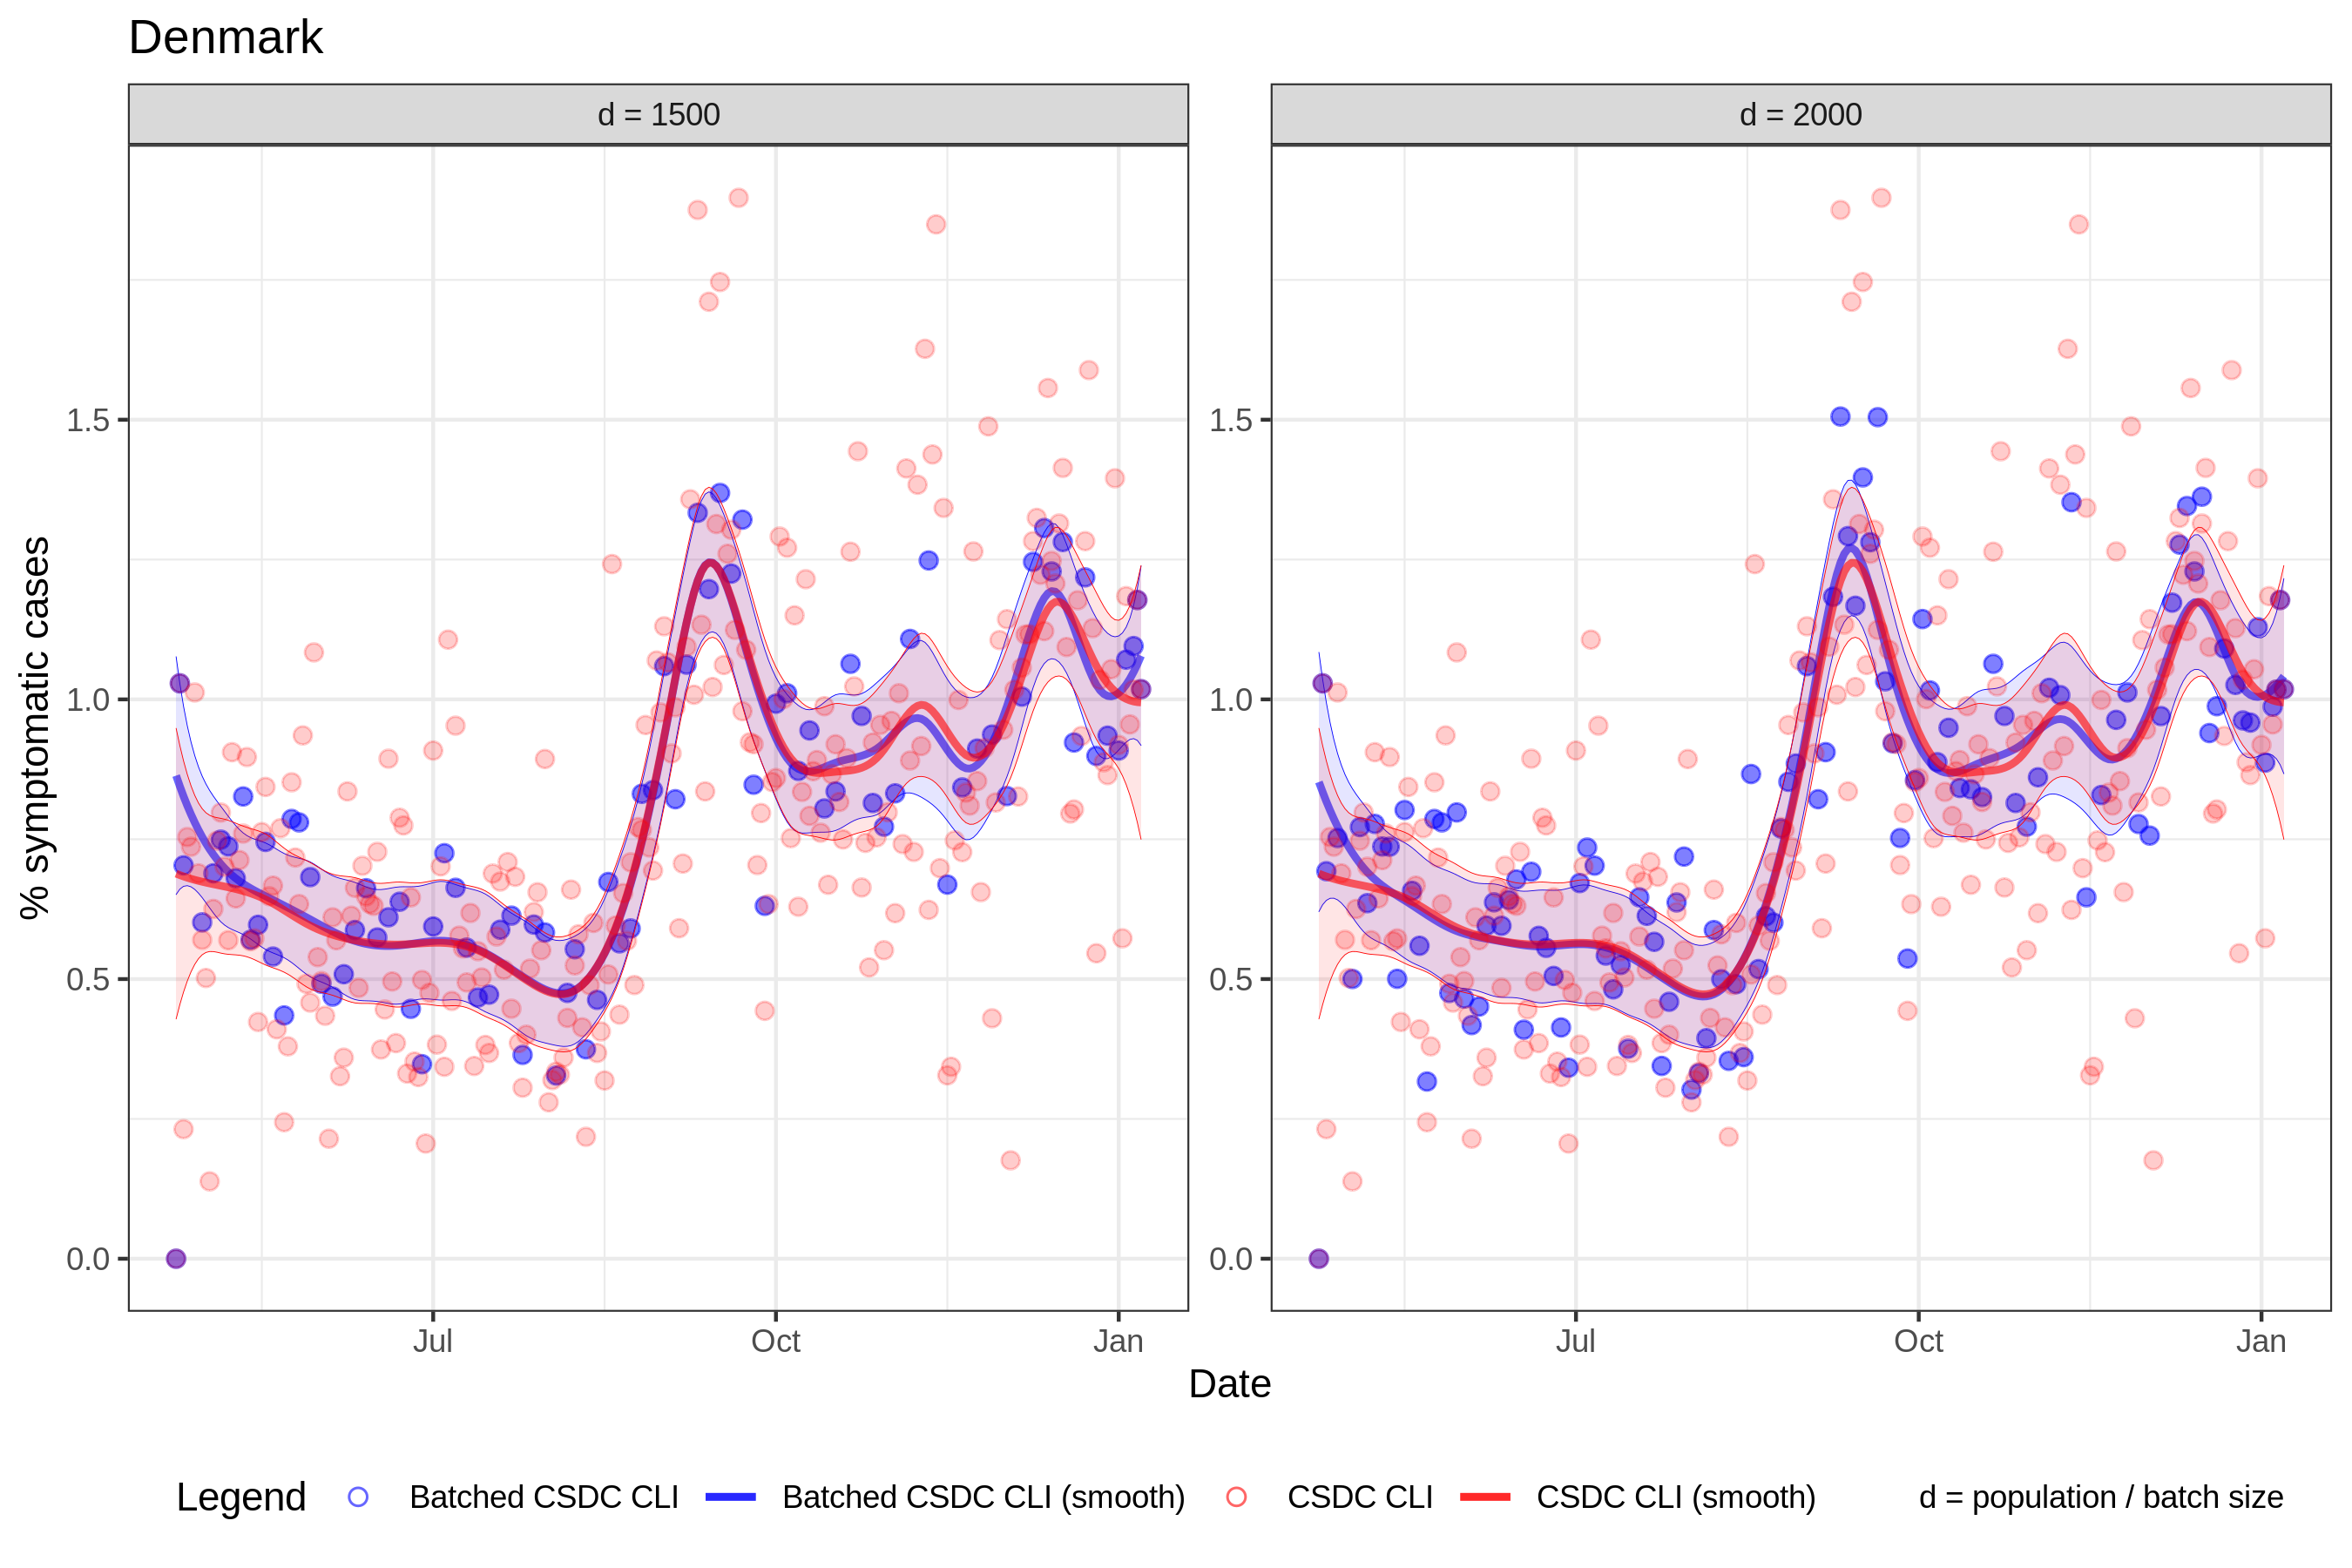 Denmark
d = 1500
d = 2000
% symptomatic cases
1.5
1.0
0.5
0.0
1.5
1.0
0.5
0.0
Jul
Oct
Jan
Jul
Oct
Jan
Date
Legend
Batched CSDC CLI
Batched CSDC CLI (smooth)
CSDC CLI
CSDC CLI (smooth)
d = population / batch size